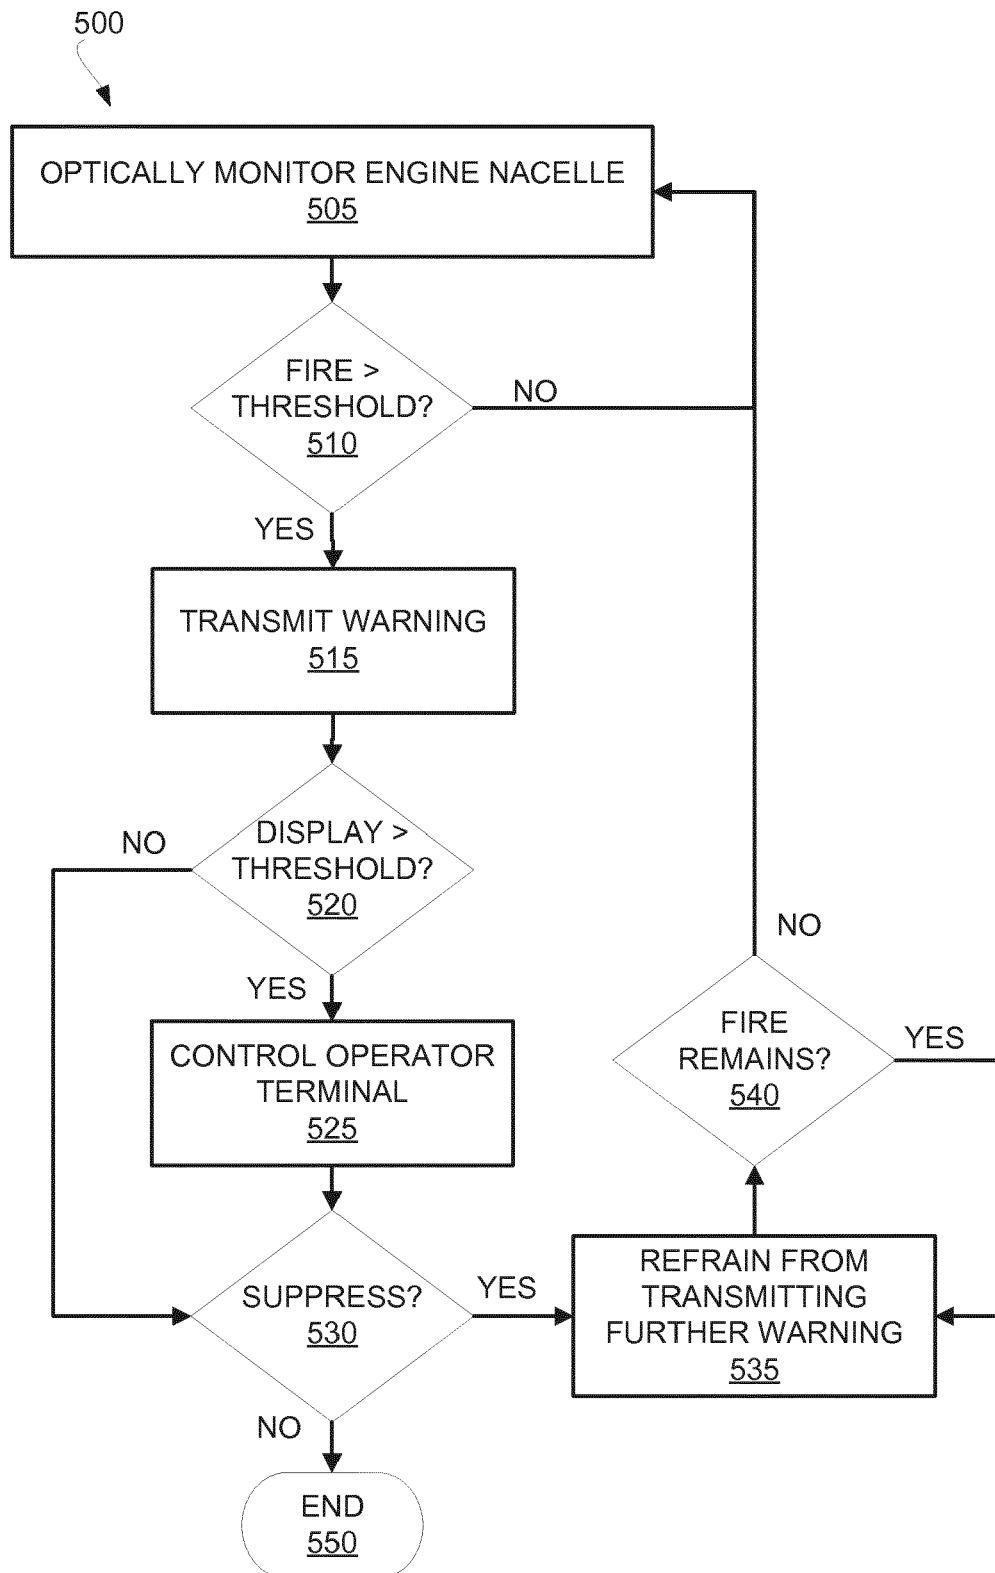 500
OPTICALLY MONITOR ENGINE NACELLE
505
FIRE >
THRESHOLD?
510
NO
YES
TRANSMIT WARNING
515
DISPLAY >
THRESHOLD?
520
NO
YES
CONTROL OPERATOR
TERMINAL
525
SUPPRESS?
530
YES
NO
END
550
REFRAIN FROM
TRANSMITTING
FURTHER WARNING
535
FIRE
REMAINS?
540
NO
YES